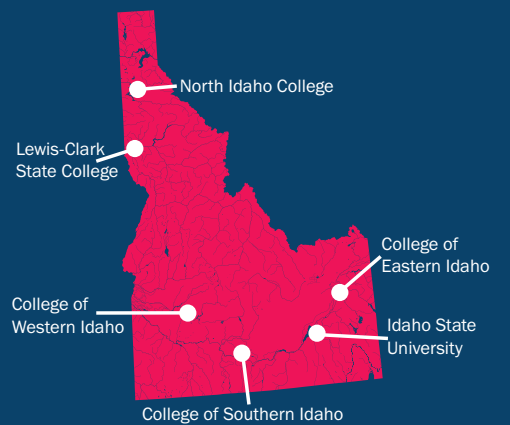 North Idaho College
Lewis-Clark
State College
College of
Eastern Idaho
College of
Western Idaho
Idaho State
University
College of Southern Idaho